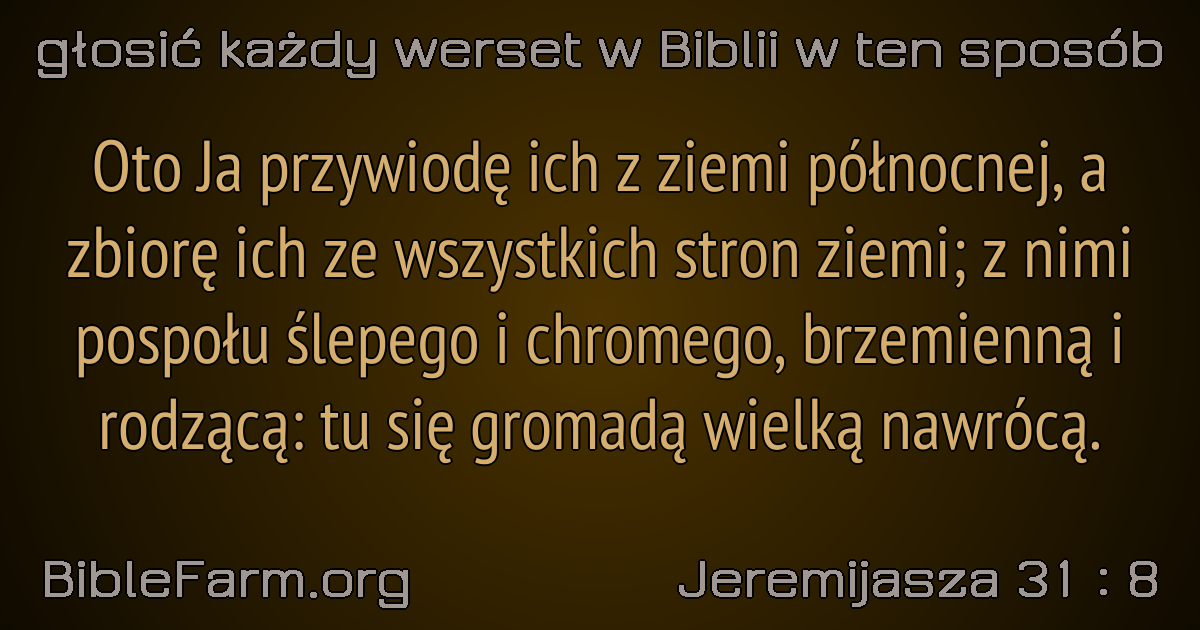 głosić każdy werset w Biblii w ten sposób
Oto Ja przywiodę ich z ziemi północnej, a
zbiorę ich ze wszystkich stron ziemi; z nimi
pospołu ślepego i chromego, brzemienną i
rodzącą: tu się gromadą wielką nawrócą.
BibleFarm.org
Jeremijasza 31 : 8